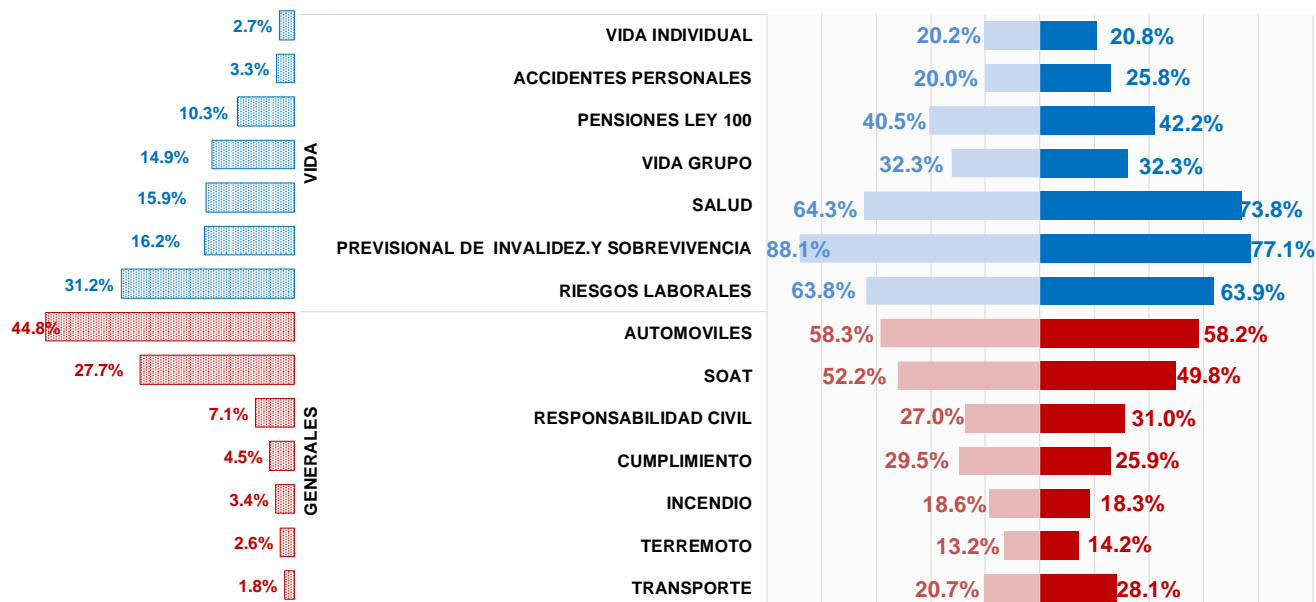 2.7% VIDA INDIVIDUAL 20.2% 20.8%
3.3% ACCIDENTES PERSONALES 20.0% 25.8%
10.3% PENSIONES LEY 100 40.5% 42.2%
VIDA
14.9% VIDA GRUPO 32.3% 32.3%
15.9% SALUD 64.3% 73.8%
16.2% PREVISIONAL DE INVALIDEZ.Y SOBREVIVENCIA 88.1% 77.1%
31.2% RIESGOS LABORALES 63.8% 63.9%
44.8% AUTOMOVILES 58.3% 58.2%
27.7% SOAT 52.2% 49.8%
7.1% RESPONSABILIDAD CIVIL 27.0% 31.0%
GENERALES
4.5% CUMPLIMIENTO 29.5% 25.9%
3.4% INCENDIO 18.6% 18.3%
2.6% TERREMOTO 13.2% 14.2%
1.8% TRANSPORTE 20.7% 28.1%